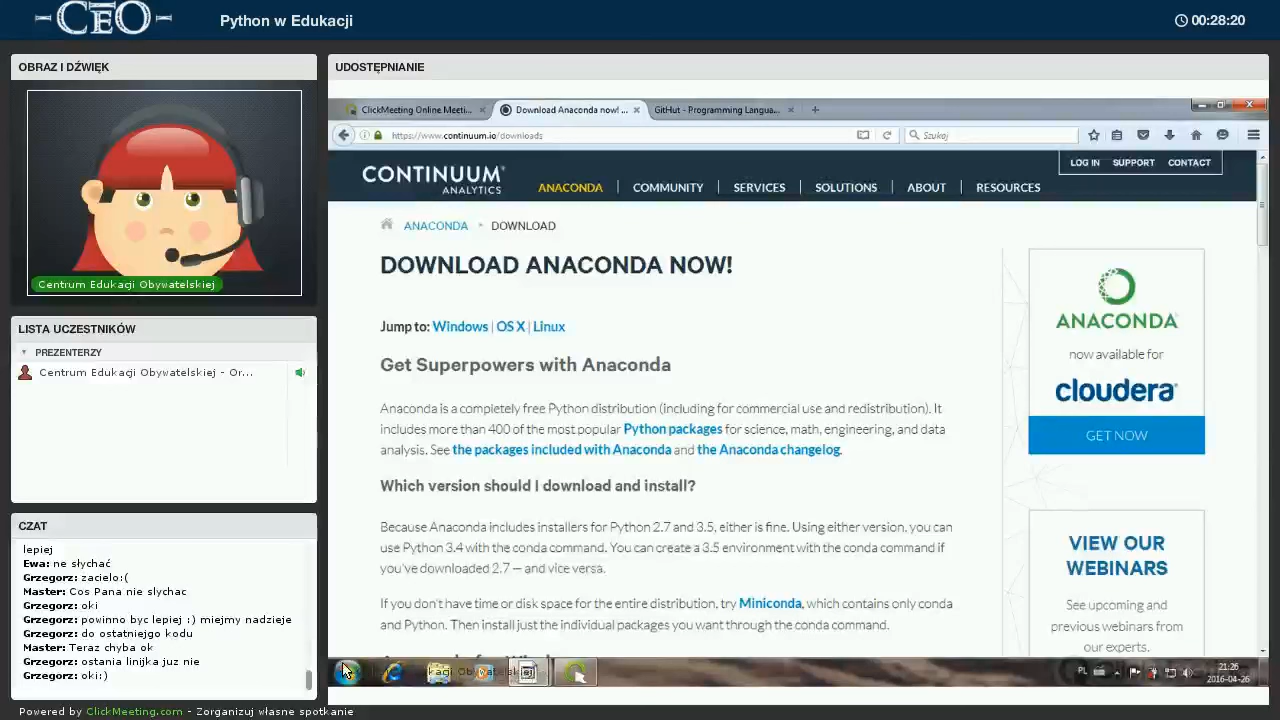 CEO
Python w Edukacji
00:28:20
OBRAZ I DŹWIĘK
Centrum Edukacji Obywatelskiej
LISTA UCZESTNIKÓW
PREZENTERZY
Centrum Edukacji Obywatelskiej - Or...
CZAT
lepiej
Ewa: ne słychać
Grzegorz: zacielo:(
Master: Cos Pana nie slychac
Grzegorz: oki
Grzegorz: powinno byc lepiej :) miejmy nadzieje
Grzegorz: do ostatniejgo kodu
Master: Teraz chyba ok
Grzegorz: ostania linijka juz nie
Grzegorz: oki:)
UDOSTĘPNIANIE
ClickMeeting Online Meeti...
Download Anaconda now! ...
GitHut - Programming Langua...
https://www.continuum.io/downloads
Szukaj
LOG IN SUPPORT CONTACT
CONTINUUM
ANALYTICS
ANACONDA | COMMUNITY | SERVICES | SOLUTIONS | ABOUT | RESOURCES
ANACONDA DOWNLOAD
DOWNLOAD ANACONDA NOW!
Jump to: Windows | OS X | Linux
Get Superpowers with Anaconda
Anaconda is a completely free Python distribution (including for commercial use and redistribution). It
includes more than 400 of the most popular Python packages for science, math, engineering, and data
analysis. See the packages included with Anaconda and the Anaconda changelog.
Which version should I download and install?
Because Anaconda includes installers for Python 2.7 and 3.5, either is fine. Using either version, you can
use Python 3.4 with the conda command. You can create a 3.5 environment with the conda command if
you've downloaded 2.7 — and vice versa.
If you don't have time or disk space for the entire distribution, try Miniconda, which contains only conda
and Python. Then install just the individual packages you want through the conda command.
ANACONDA
now available for
cloudera
GET NOW
VIEW OUR
WEBINARS
See upcoming and
previous webinars from
our experts.
Edukacji Obywatelskiej
PL
21:26
2016-04-26
Powered by ClickMeeting.com - Zorganizuj własne spotkanie